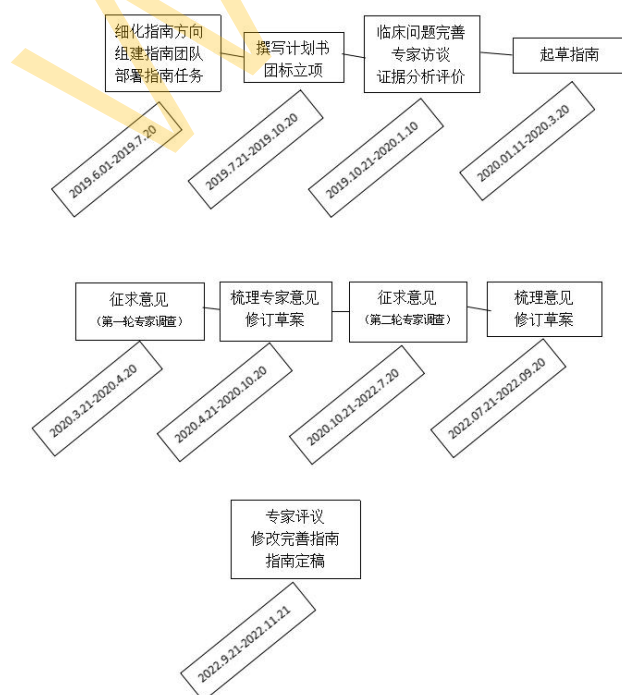 细化指南方向
组建指南团队
部署指南任务
撰写计划书
团标立项
临床问题完善
专家访谈
证据分析评价
起草指南
2019.6.01-2019.7.20
2019.7.21-2019.10.20
2019.10.21-2020.1.10
2020.01.11-2020.3.20
征求意见
(第一轮专家调查)
梳理专家意见
修订草案
征求意见
(第二轮专家调查)
梳理意见
修订草案
2020.3.21-2020.4.20
2020.4.21-2020.10.20
2020.10.21-2022.7.20
2022.07.21-2022.09.20
专家评议
修改完善指南
指南定稿
2022.9.21-2022.11.21